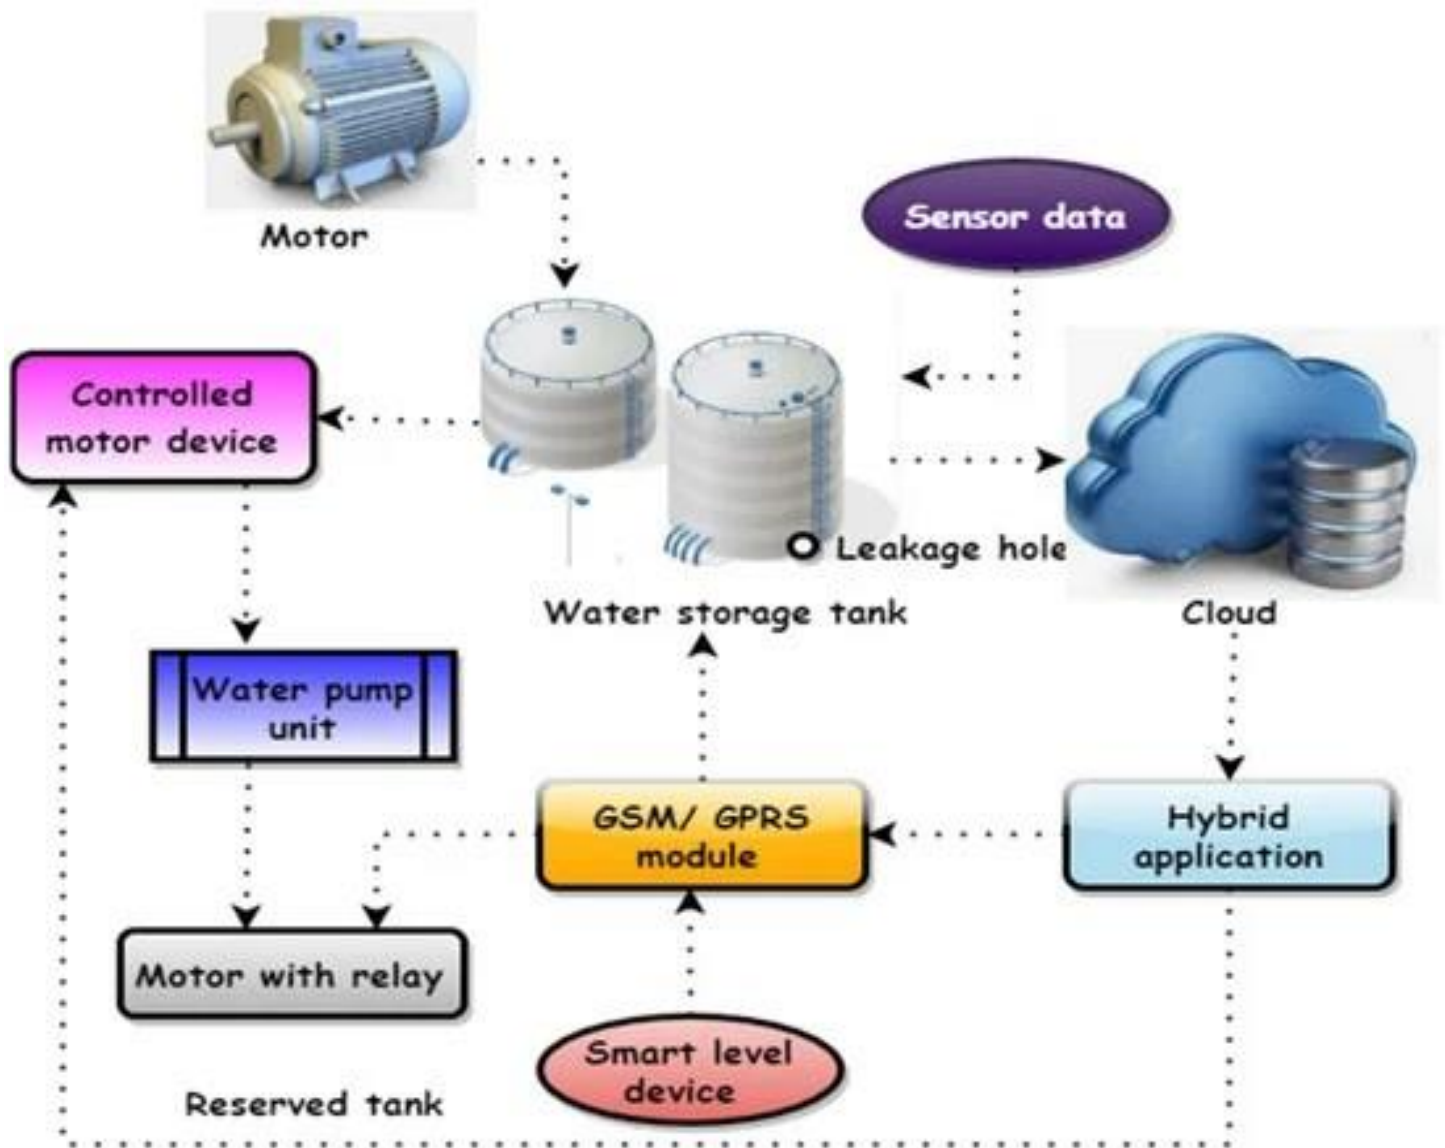 Motor
Sensor data
Controlled
motor device
Leakage hole
Water storage tank
Cloud
Water pump
unit
GSM/ GPRS
module
Hybrid
application
Motor with relay
Smart level
device
Reserved tank